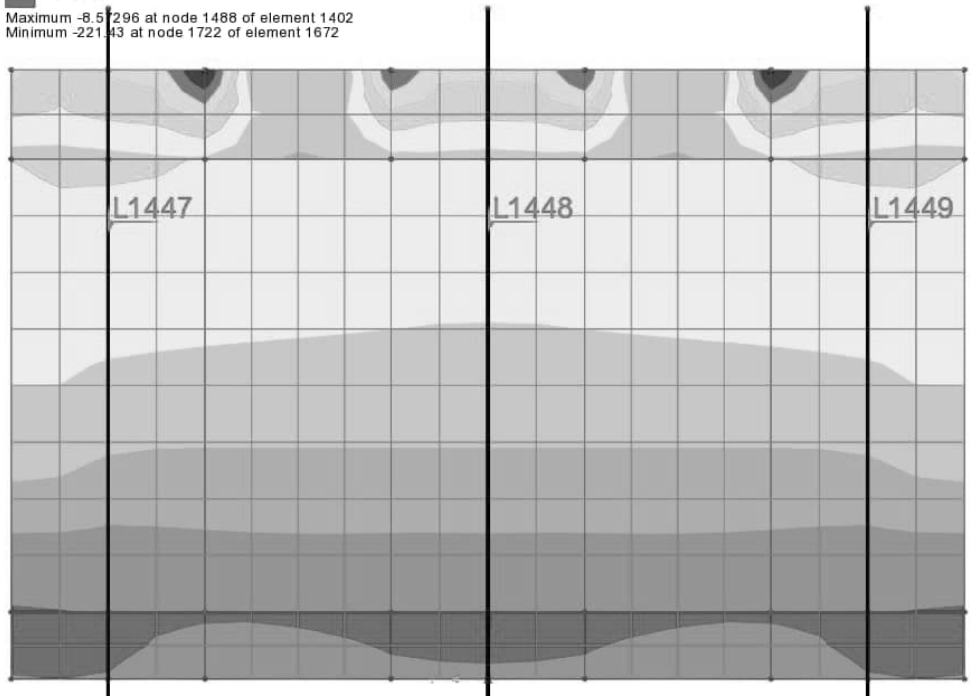 Maximum -8.57296 at node 1488 of element 1402
Minimum -221.43 at node 1722 of element 1672
L1447 L1448 L1449